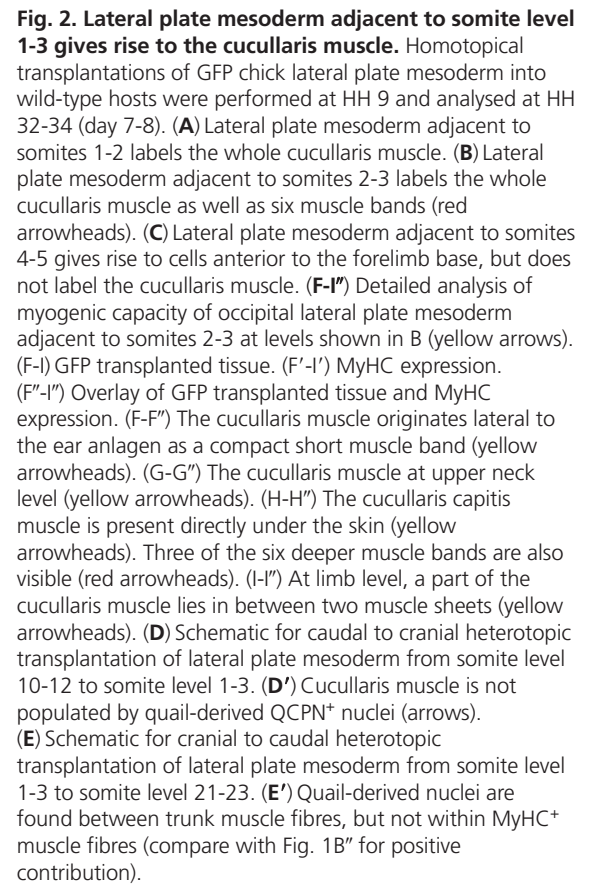 Fig. 2. Lateral plate mesoderm adjacent to somite level
1-3 gives rise to the cucullaris muscle. Homotopical
transplantations of GFP chick lateral plate mesoderm into
wild-type hosts were performed at HH 9 and analysed at HH
32-34 (day 7-8). (A) Lateral plate mesoderm adjacent to
somites 1-2 labels the whole cucullaris muscle. (B) Lateral
plate mesoderm adjacent to somites 2-3 labels the whole
cucullaris muscle as well as six muscle bands (red
arrowheads). (C) Lateral plate mesoderm adjacent to somites
4-5 gives rise to cells anterior to the forelimb base, but does
not label the cucullaris muscle. (F-I″) Detailed analysis of
myogenic capacity of occipital lateral plate mesoderm
adjacent to somites 2-3 at levels shown in B (yellow arrows).
(F-I) GFP transplanted tissue. (F′-I′) MyHC expression.
(F″-I″) Overlay of GFP transplanted tissue and MyHC
expression. (F-F″) The cucullaris muscle originates lateral to
the ear anlagen as a compact short muscle band (yellow
arrowheads). (G-G″) The cucullaris muscle at upper neck
level (yellow arrowheads). (H-H″) The cucullaris capitis
muscle is present directly under the skin (yellow
arrowheads). Three of the six deeper muscle bands are also
visible (red arrowheads). (I-I″) At limb level, a part of the
cucullaris muscle lies in between two muscle sheets (yellow
arrowheads). (D) Schematic for caudal to cranial heterotopic
transplantation of lateral plate mesoderm from somite level
10-12 to somite level 1-3. (D′) Cucullaris muscle is not
populated by quail-derived QCPN⁺ nuclei (arrows).
(E) Schematic for cranial to caudal heterotopic
transplantation of lateral plate mesoderm from somite level
1-3 to somite level 21-23. (E′) Quail-derived nuclei are
found between trunk muscle fibres, but not within MyHC⁺
muscle fibres (compare with Fig. 1B″ for positive
contribution).